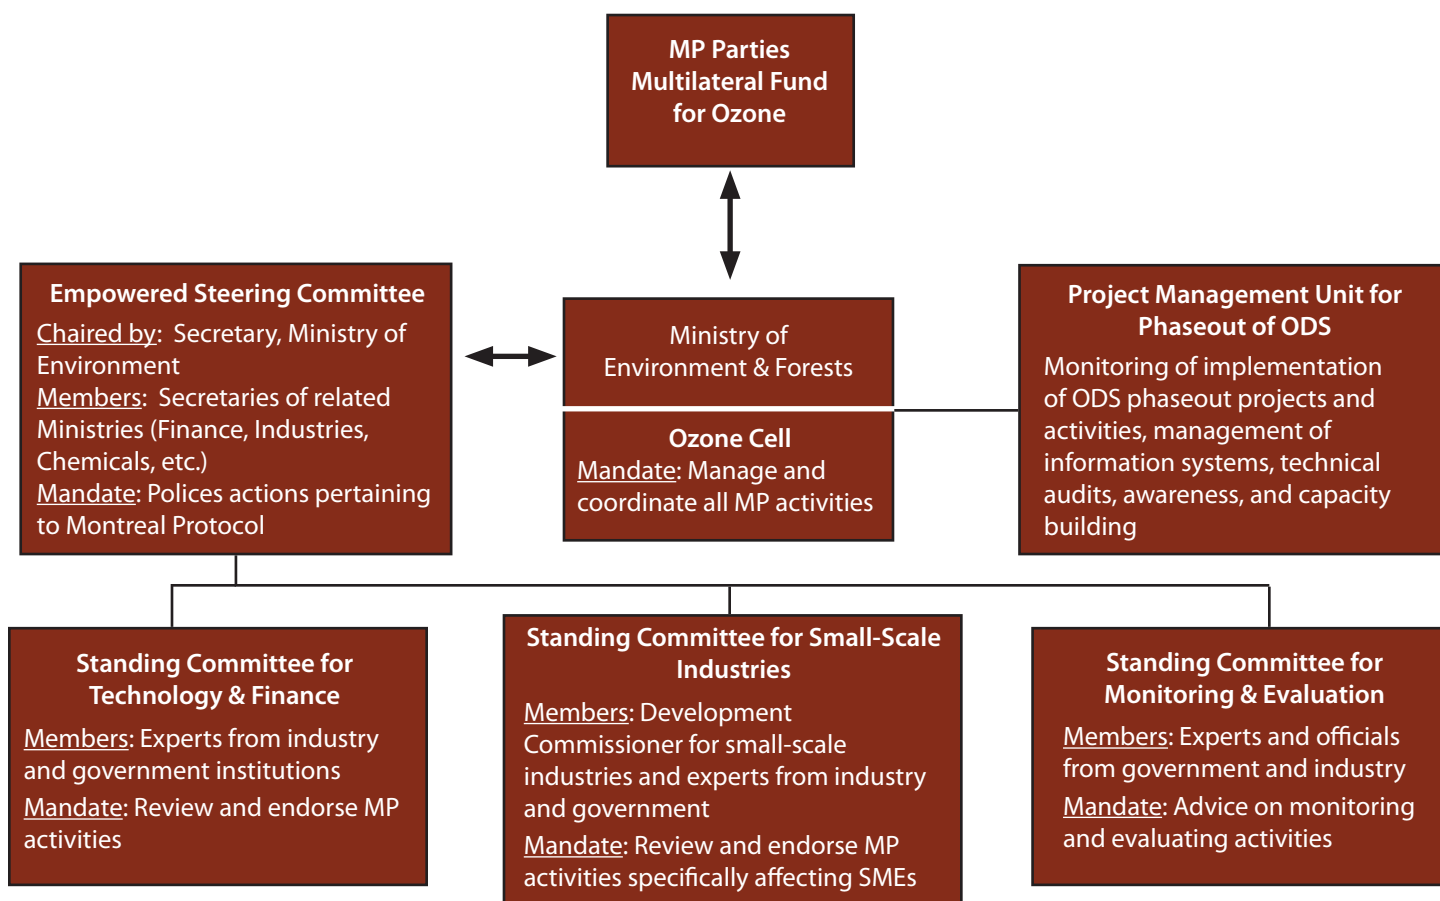 MP Parties
Multilateral Fund
for Ozone
Empowered Steering Committee
Chaired by: Secretary, Ministry of
Environment
Members: Secretaries of related
Ministries (Finance, Industries,
Chemicals, etc.)
Mandate: Polices actions pertaining
to Montreal Protocol
Ministry of
Environment & Forests
Ozone Cell
Mandate: Manage and
coordinate all MP activities
Project Management Unit for
Phaseout of ODS
Monitoring of implementation
of ODS phaseout projects and
activities, management of
information systems, technical
audits, awareness, and capacity
building
Standing Committee for
Technology & Finance
Members: Experts from industry
and government institutions
Mandate: Review and endorse MP
activities
Standing Committee for Small-Scale
Industries
Members: Development
Commissioner for small-scale
industries and experts from industry
and government
Mandate: Review and endorse MP
activities specifically affecting SMEs
Standing Committee for
Monitoring & Evaluation
Members: Experts and officials
from government and industry
Mandate: Advice on monitoring
and evaluating activities